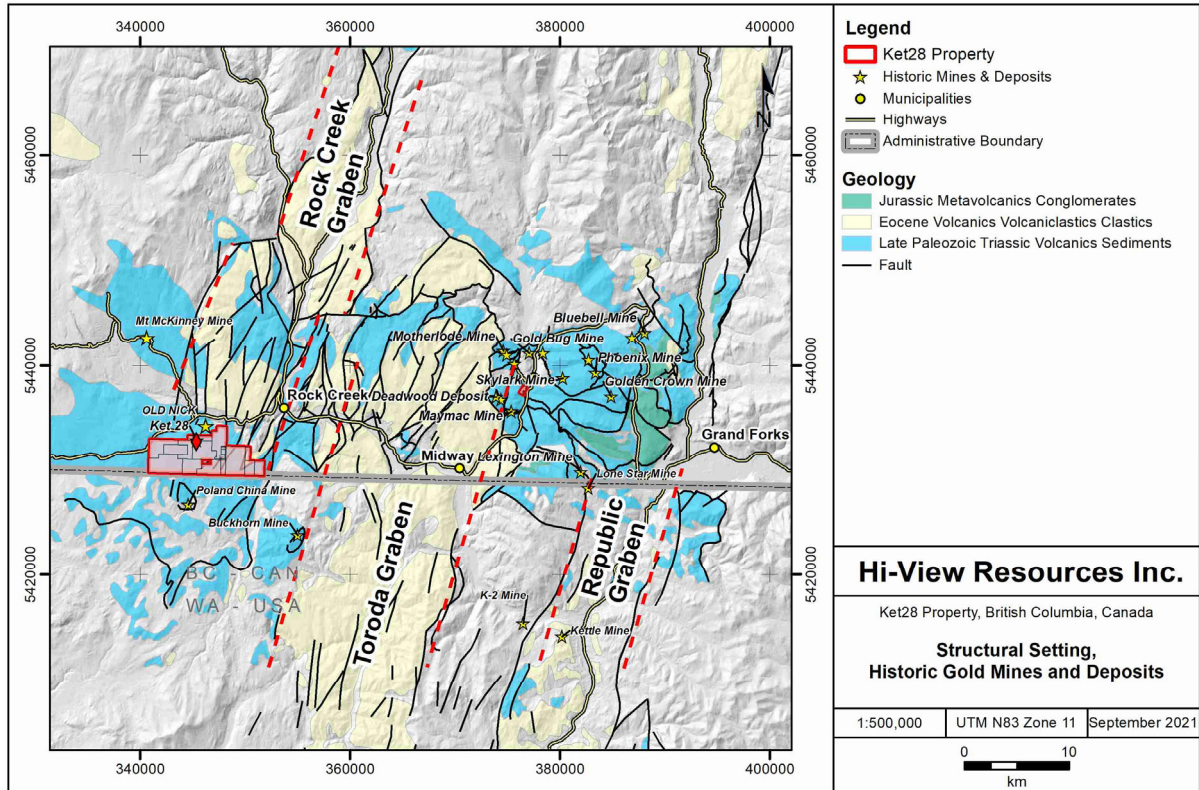 340000
360000
380000
400000
5460000
5440000
5420000
5460000
5440000
5420000
340000
360000
380000
400000
Rock Creek
Graben
N
Mt McKinney Mine
Motherlode Mine
Gold Bug Mine
Bluebell Mine
Phoenix Mine
Skylark Mine
Golden Crown Mine
OLD NICK
Rock Creek
Deadwood Deposit
Ket 28
Maymac Mine
Grand Forks
Midway
Lexington Mine
Lone Star Mine
Poland China Mine
Buckhorn Mine
BC - CAN
WA - USA
Toroda Graben
Republic
Graben
K-2 Mine
Kettle Mine
Legend
Ket28 Property
Historic Mines & Deposits
Municipalities
Highways
Administrative Boundary
Geology
Jurassic Metavolcanics Conglomerates
Eocene Volcanics Volcaniclastics Clastics
Late Paleozoic Triassic Volcanics Sediments
Fault
Hi-View Resources Inc.
Ket28 Property, British Columbia, Canada
Structural Setting,
Historic Gold Mines and Deposits
1:500,000
UTM N83 Zone 11
September 2021
0
10
km